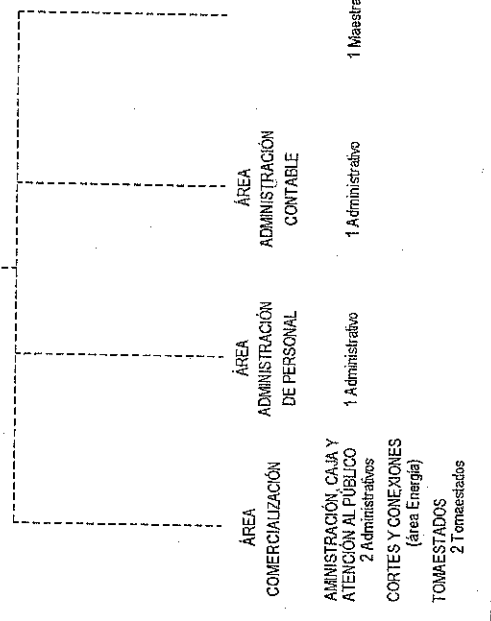 ÁREA
COMERCIALIZACIÓN
AMINISTRACIÓN, CAJA Y
ATENCIÓN AL PÚBLICO
2 Administrativos
CORTES Y CONEXIONES
(área Energía)
TOMAESTADOS
2 Tomaestados
ÁREA
ADMINISTRACIÓN
DE PERSONAL
1 Administrativo
ÁREA
ADMINISTRACIÓN
CONTABLE
1 Administrativo
1 Maestra